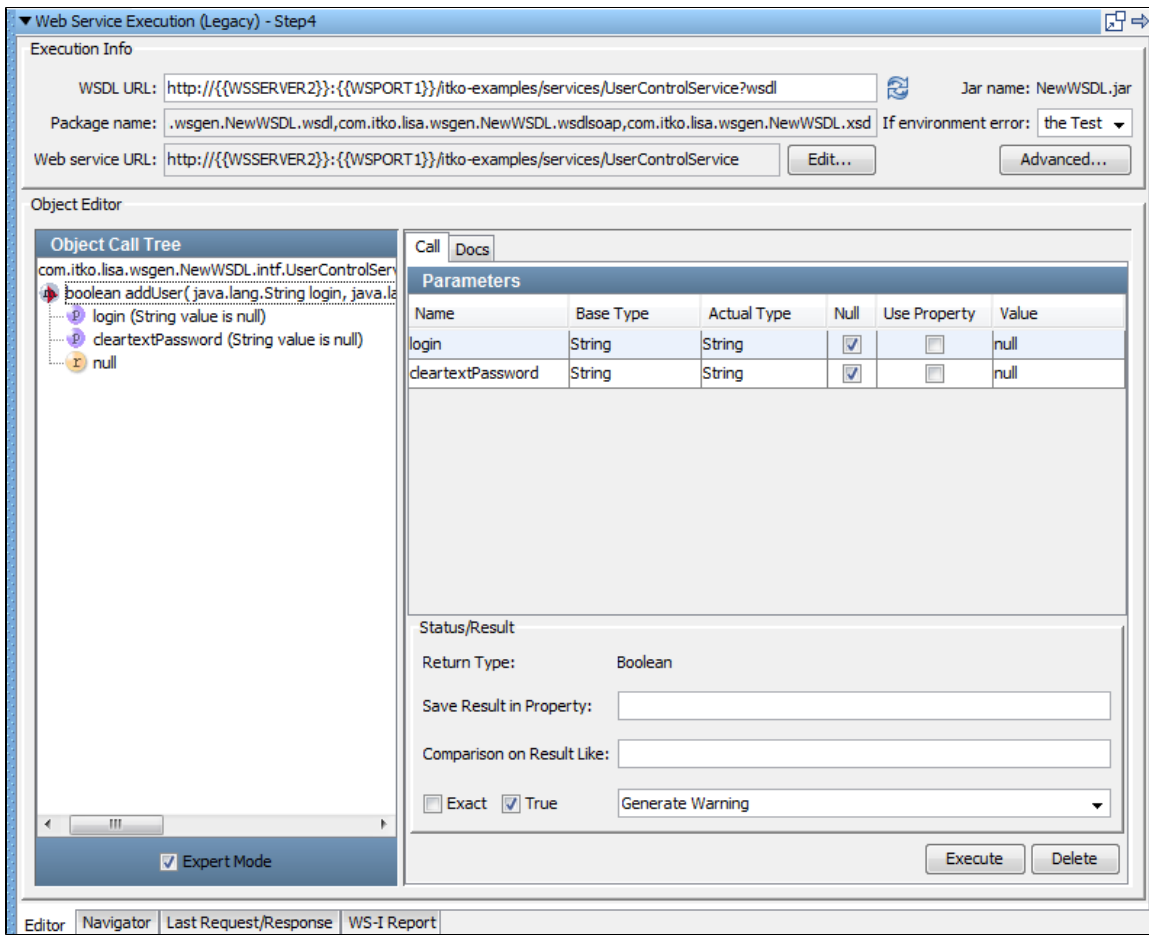 Web Service Execution (Legacy) - Step4
Execution Info
WSDL URL: http://{{WSSERVER2}}:{{WSPORT1}}/itko-examples/services/UserControlService?wsdl Jar name: NewWSDL.jar
Package name: .wsgen.NewWSDL.wsdl,com.itko.lisa.wsgen.NewWSDL.wsdlsoap,com.itko.lisa.wsgen.NewWSDL.xsd If environment error: the Test
Web service URL: http://{{WSSERVER2}}:{{WSPORT1}}/itko-examples/services/UserControlService Edit... Advanced...
Object Editor
Object Call Tree
com.itko.lisa.wsgen.NewWSDL.intf.UserControlServ
boolean addUser( java.lang.String login, java.la
P login (String value is null)
P cleartextPassword (String value is null)
r null
Expert Mode
Call Docs
Parameters
Name Base Type Actual Type Null Use Property Value
login String String null
cleartextPassword String String null
Status/Result
Return Type: Boolean
Save Result in Property:
Comparison on Result Like:
Exact True Generate Warning
Execute Delete
Editor Navigator Last Request/Response WS-I Report